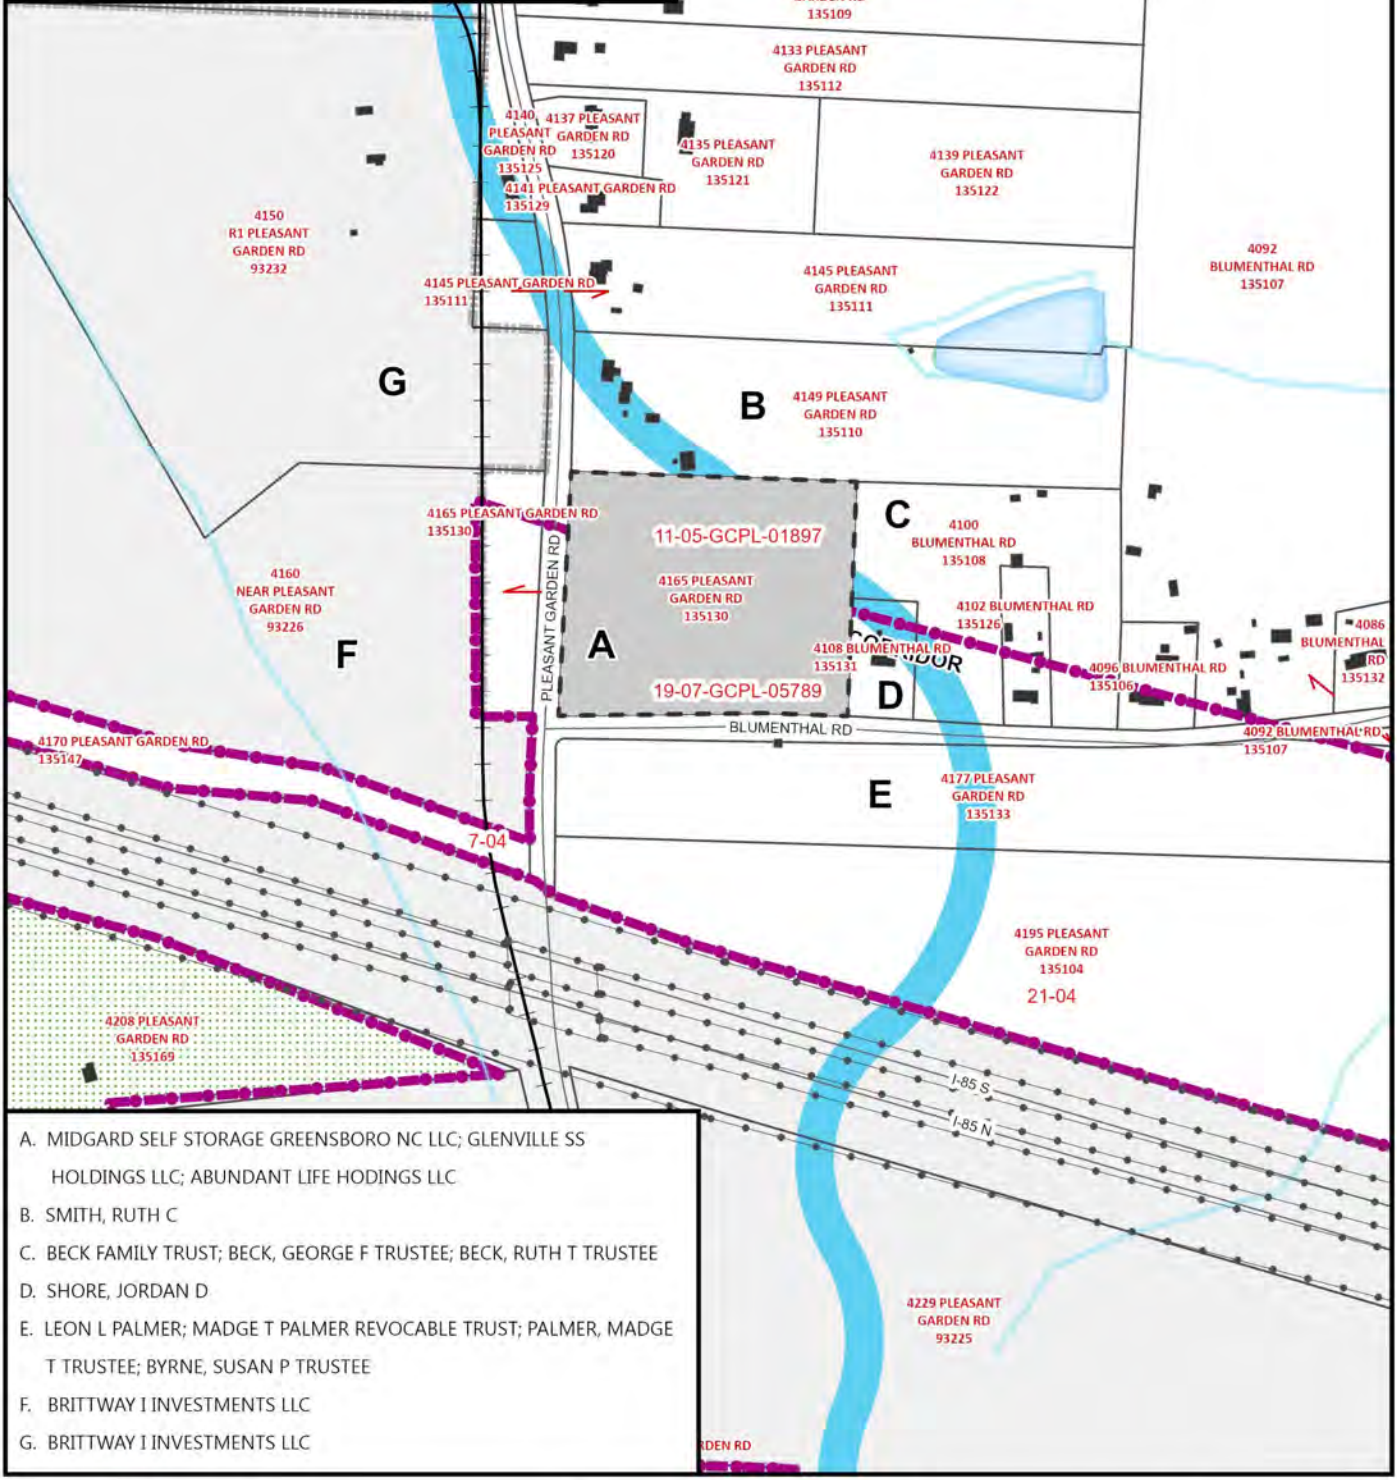 135109
4133 PLEASANT
GARDEN RD
135112
4140
PLEASANT
GARDEN RD
135125
4137 PLEASANT
GARDEN RD
135120
4135 PLEASANT
GARDEN RD
135121
4139 PLEASANT
GARDEN RD
135122
4141 PLEASANT GARDEN RD
135129
4150
R1 PLEASANT
GARDEN RD
93232
4092
BLUMENTHAL RD
135107
4145 PLEASANT GARDEN RD
135111
4145 PLEASANT
GARDEN RD
135111
G
B
4149 PLEASANT
GARDEN RD
135110
4165 PLEASANT GARDEN RD
135130
C
4100
BLUMENTHAL RD
135108
11-05-GCPL-01897
PLEASANT GARDEN RD
4160
NEAR PLEASANT
GARDEN RD
93226
4165 PLEASANT
GARDEN RD
135130
4102 BLUMENTHAL RD
135126
F
A
4108 BLUMENTHAL RD
135131
CORRIDOR
4096 BLUMENTHAL RD
135106
4086
BLUMENTHAL
RD
135132
19-07-GCPL-05789
D
BLUMENTHAL RD
4170 PLEASANT GARDEN RD
135147
4092 BLUMENTHAL RD
135107
E
4177 PLEASANT
GARDEN RD
135133
7-04
4195 PLEASANT
GARDEN RD
135104
21-04
4208 PLEASANT
GARDEN RD
135169
I-85 S
I-85 N
4229 PLEASANT
GARDEN RD
93225
A. MIDGARD SELF STORAGE GREENSBORO NC LLC; GLENVILLE SS
HOLDINGS LLC; ABUNDANT LIFE HODINGS LLC
B. SMITH, RUTH C
C. BECK FAMILY TRUST; BECK, GEORGE F TRUSTEE; BECK, RUTH T TRUSTEE
D. SHORE, JORDAN D
E. LEON L PALMER; MADGE T PALMER REVOCABLE TRUST; PALMER, MADGE
T TRUSTEE; BYRNE, SUSAN P TRUSTEE
F. BRITTWAY I INVESTMENTS LLC
G. BRITTWAY I INVESTMENTS LLC
RDEN RD